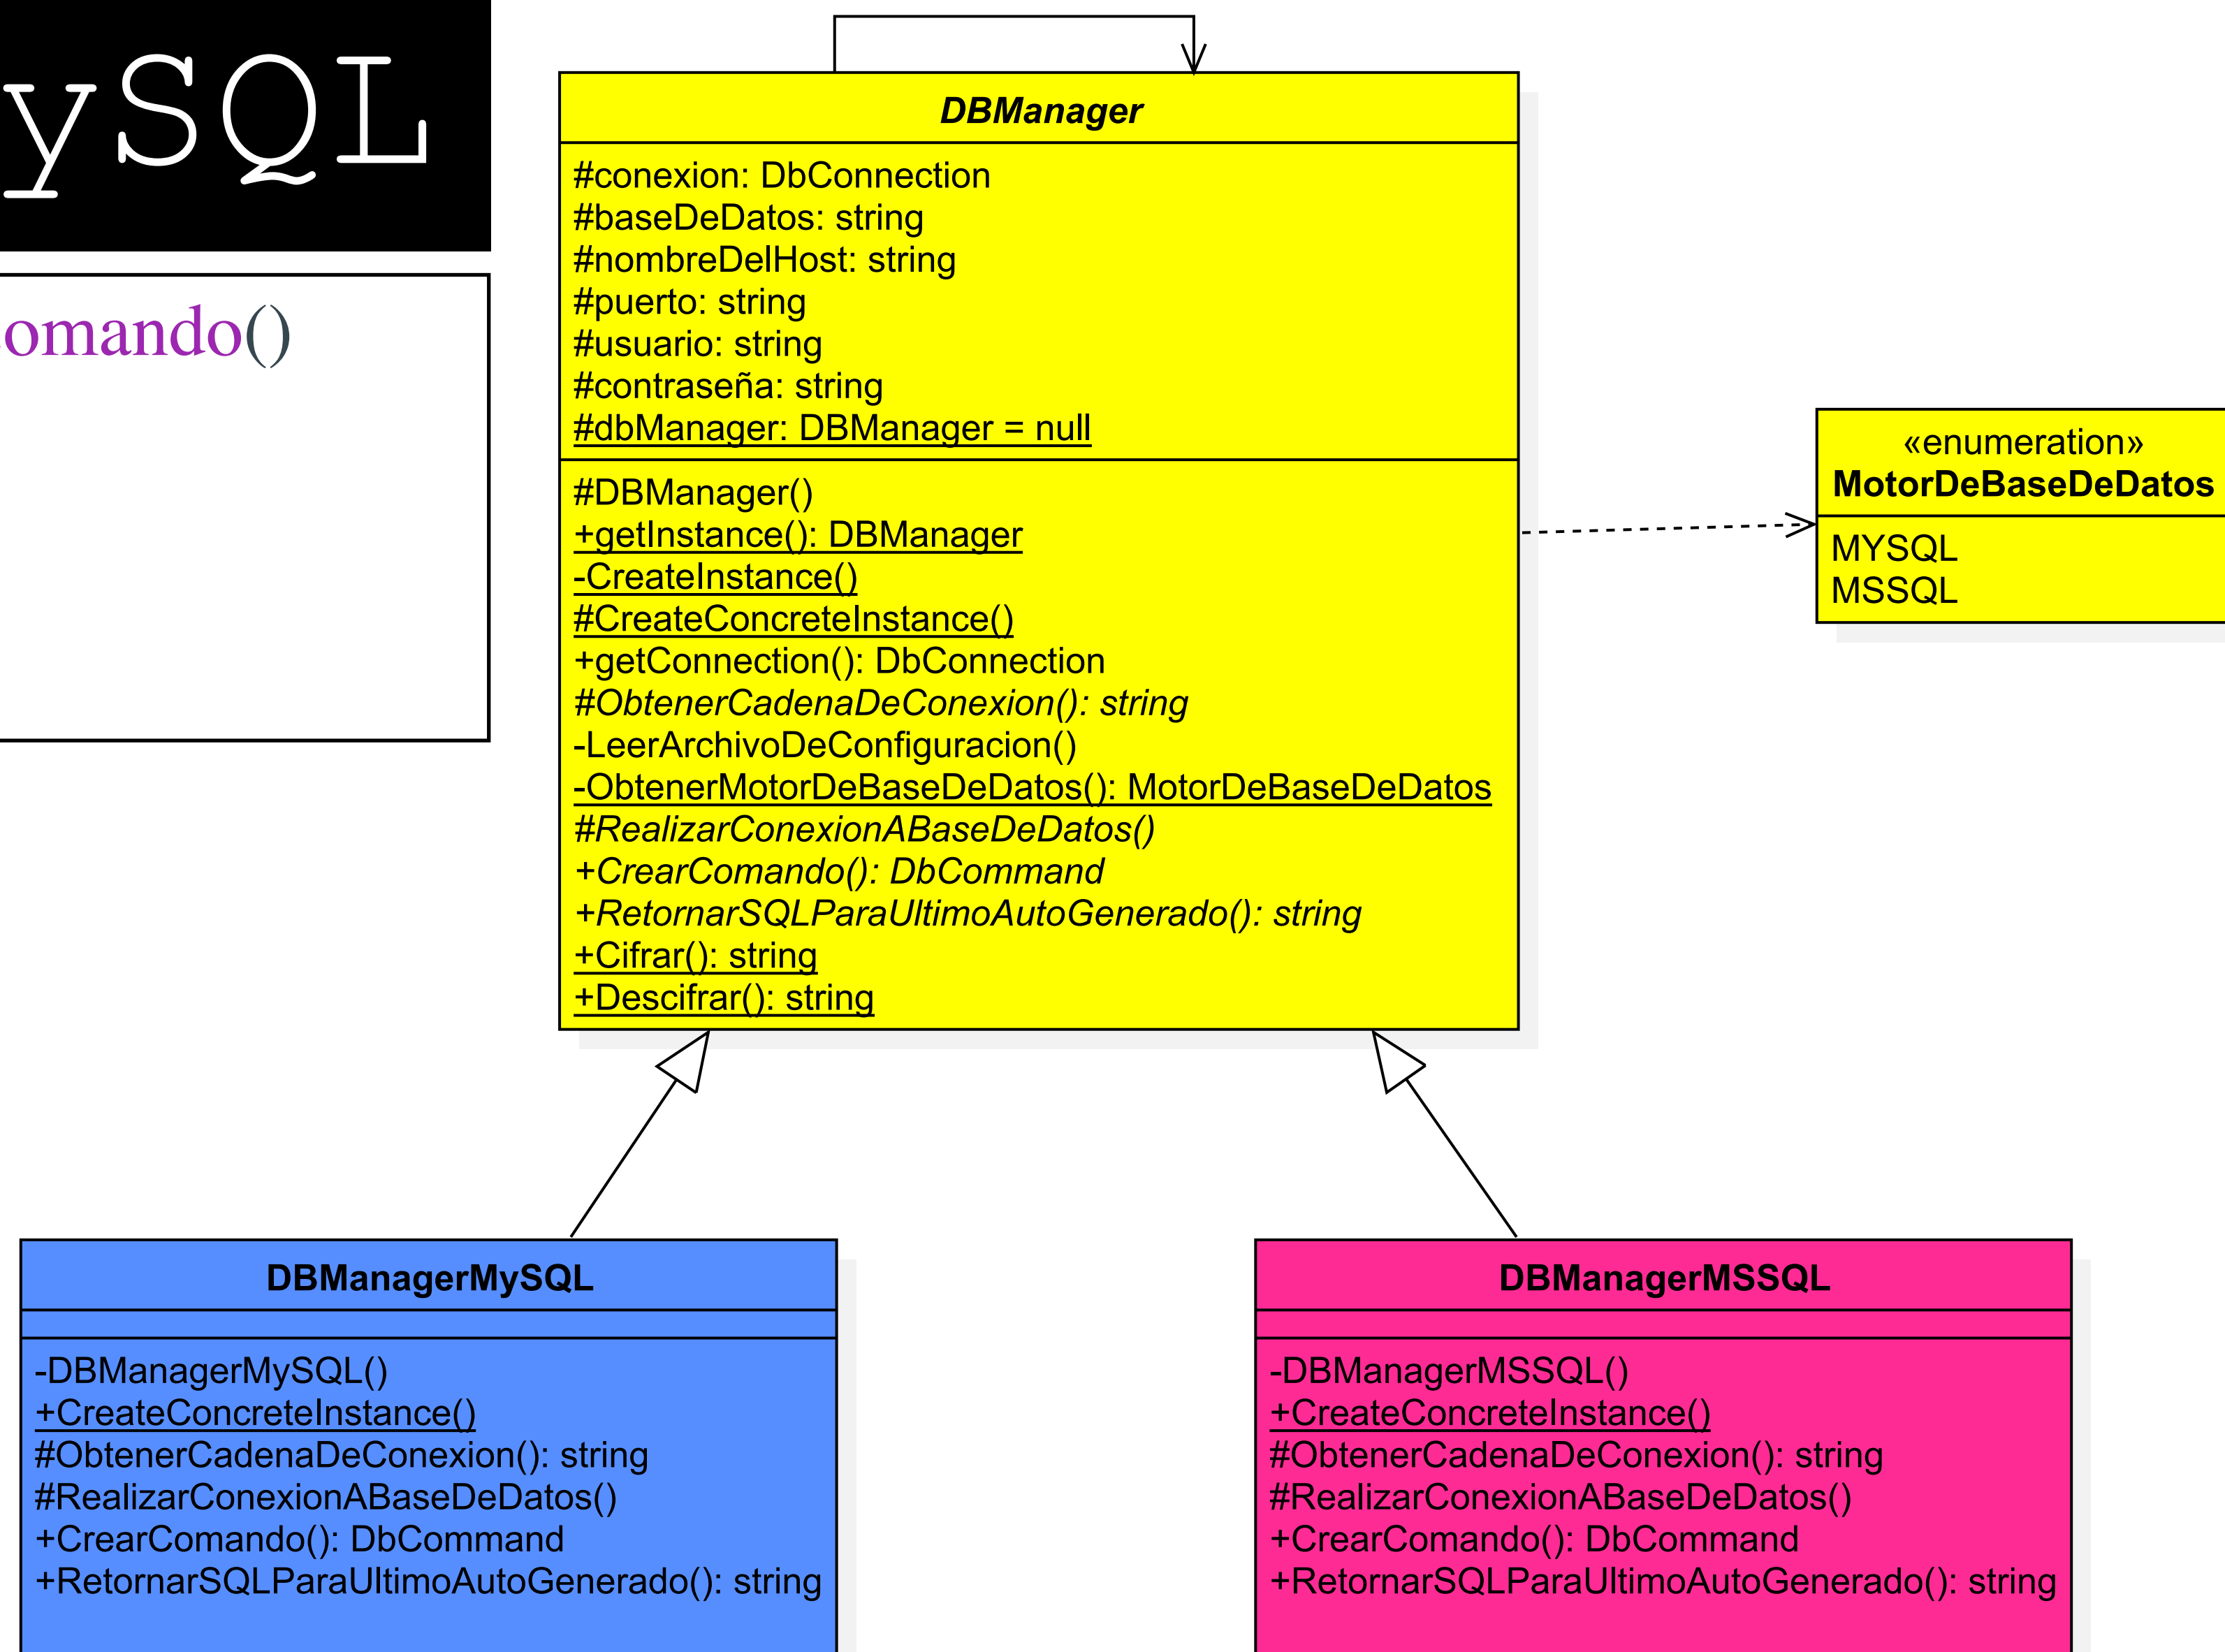 ySQL
omando()
DBManager
#conexion: DbConnection
#baseDeDatos: string
#nombreDelHost: string
#puerto: string
#usuario: string
#contraseña: string
#dbManager: DBManager = null
#DBManager()
+getInstance(): DBManager
-CreateInstance()
#CreateConcreteInstance()
+getConnection(): DbConnection
#ObtenerCadenaDeConexion(): string
-LeerArchivoDeConfiguracion()
-ObtenerMotorDeBaseDeDatos(): MotorDeBaseDeDatos
#RealizarConexionABaseDeDatos()
+CrearComando(): DbCommand
+RetornarSQLParaUltimoAutoGenerado(): string
+Cifrar(): string
+Descifrar(): string
«enumeration»
MotorDeBaseDeDatos
MYSQL
MSSQL
DBManagerMySQL
-DBManagerMySQL()
+CreateConcreteInstance()
#ObtenerCadenaDeConexion(): string
#RealizarConexionABaseDeDatos()
+CrearComando(): DbCommand
+RetornarSQLParaUltimoAutoGenerado(): string
DBManagerMSSQL
-DBManagerMSSQL()
+CreateConcreteInstance()
#ObtenerCadenaDeConexion(): string
#RealizarConexionABaseDeDatos()
+CrearComando(): DbCommand
+RetornarSQLParaUltimoAutoGenerado(): string